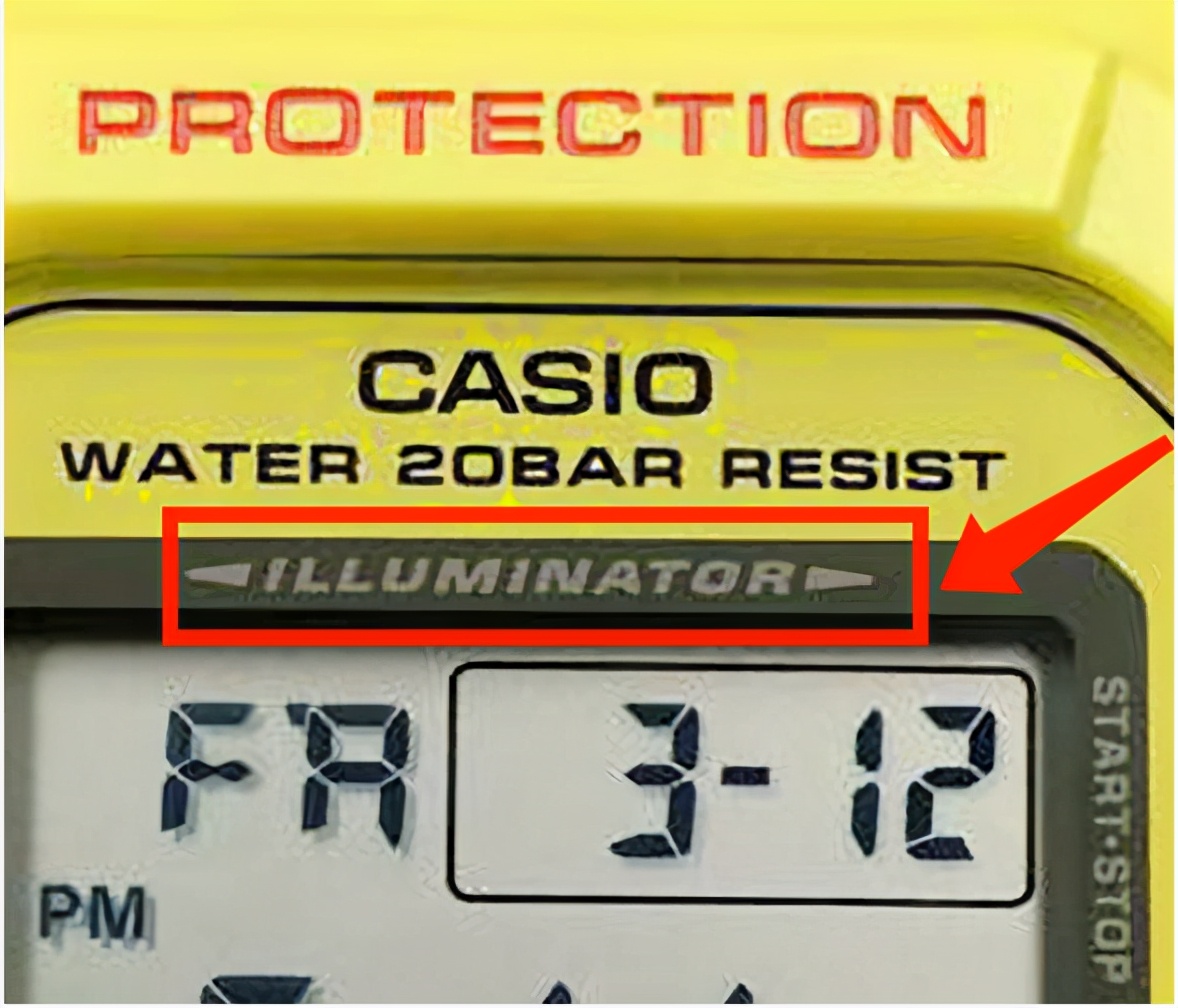 PROTECTION
CASIO
WATER 20BAR RESIST
ILLUMINATOR
FR 3-12
START•STOP
PM